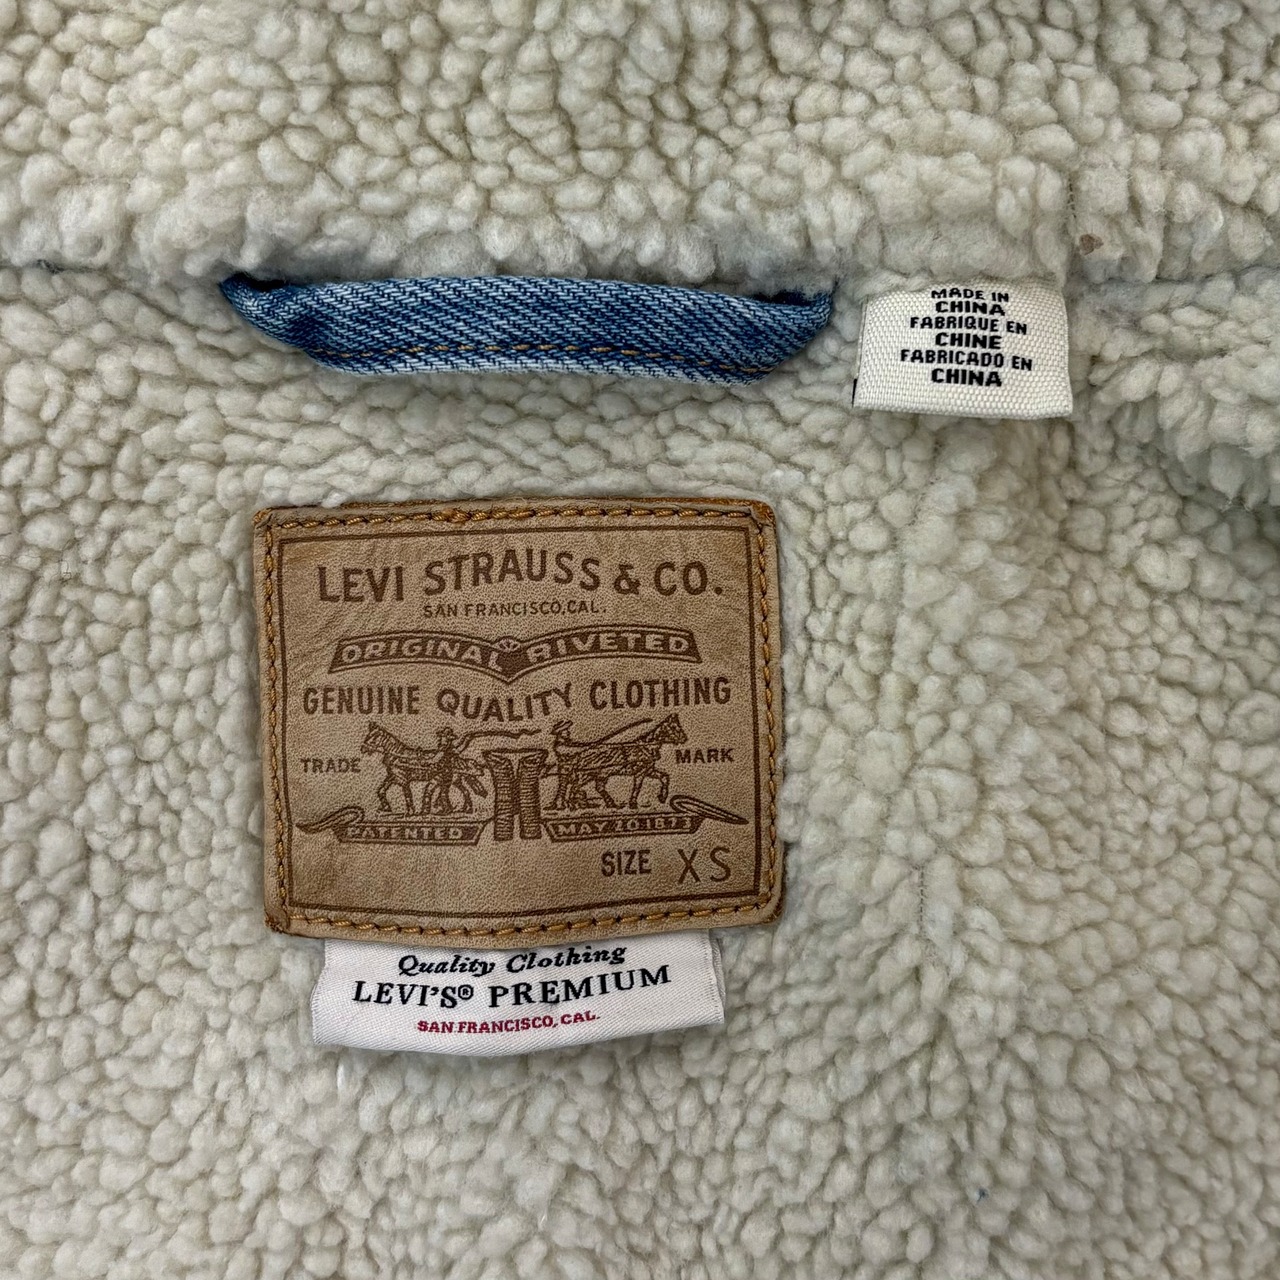 MADE IN
CHINA
FABRIQUE EN
CHINE
FABRICADO EN
CHINA
LEVI STRAUSS & CO.
SAN FRANCISCO,CAL.
ORIGINAL RIVETED
GENUINE QUALITY CLOTHING
TRADE MARK
PATENTED MAY 20 1873
SIZE XS
Quality Clothing
LEVI'S® PREMIUM
SAN FRANCISCO, CAL.